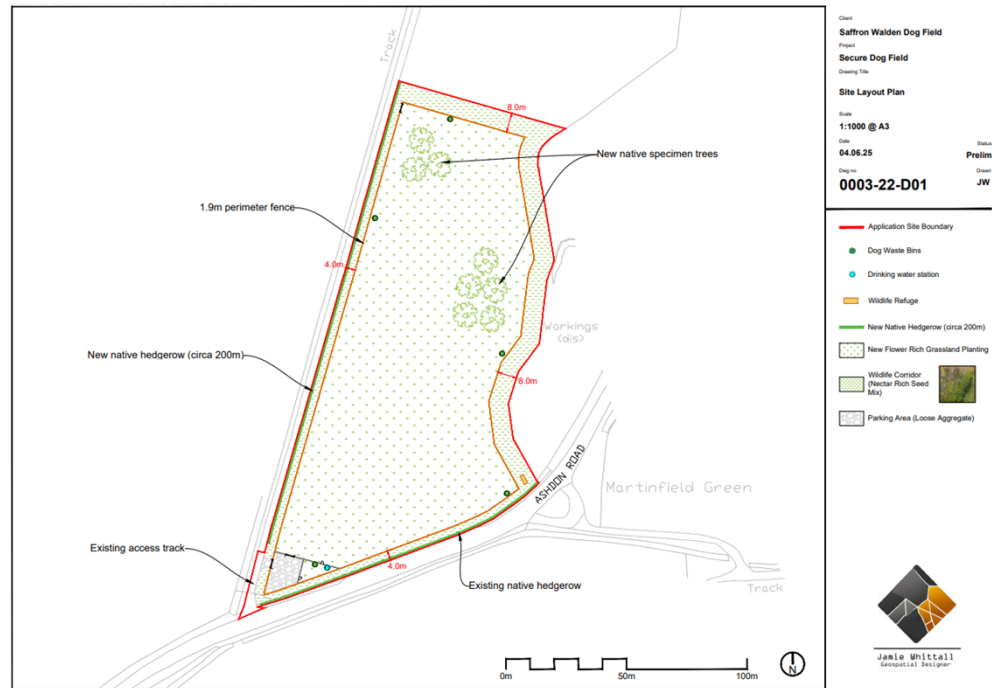 Client
Saffron Walden Dog Field
Project
Secure Dog Field
Drawing Title
Site Layout Plan
Scale
1:1000 @ A3
Date
04.06.25
Status
Prelim
Dwg no
0003-22-D01
Drawn
JW
Application Site Boundary
Dog Waste Bins
Drinking water station
Wildlife Refuge
New Native Hedgerow (circa 200m)
New Flower Rich Grassland Planting
Wildlife Corridor
(Nectar Rich Seed
Mix)
Parking Area (Loose Aggregate)
Jamie Whittall
Geospatial Designer
Track
8.0m
New native specimen trees
1.9m perimeter fence
4.0m
Workings
(dis)
New native hedgerow (circa 200m)
8.0m
ASHDON ROAD
Martinfield Green
Existing access track
4.0m
Existing native hedgerow
Track
0m
50m
100m
N